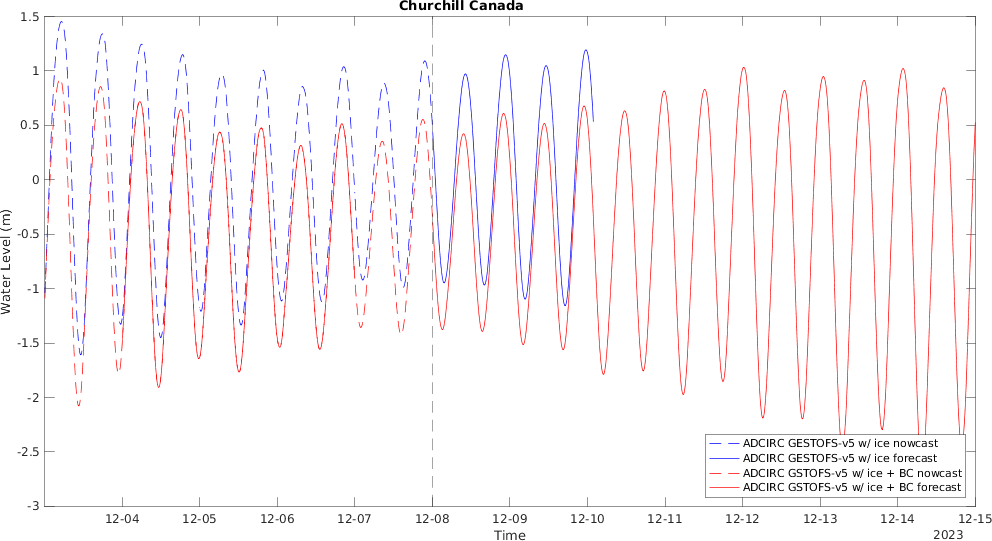 Churchill Canada
1.5
1
0.5
0
-0.5
-1
-1.5
-2
-2.5
-3
Water Level (m)
12-04 12-05 12-06 12-07 12-08 12-09 12-10 12-11 12-12 12-13 12-14 12-15
Time
2023
ADCIRC GESTOFS-v5 w/ ice nowcast
ADCIRC GESTOFS-v5 w/ ice forecast
ADCIRC GSTOFS-v5 w/ ice + BC nowcast
ADCIRC GSTOFS-v5 w/ ice + BC forecast